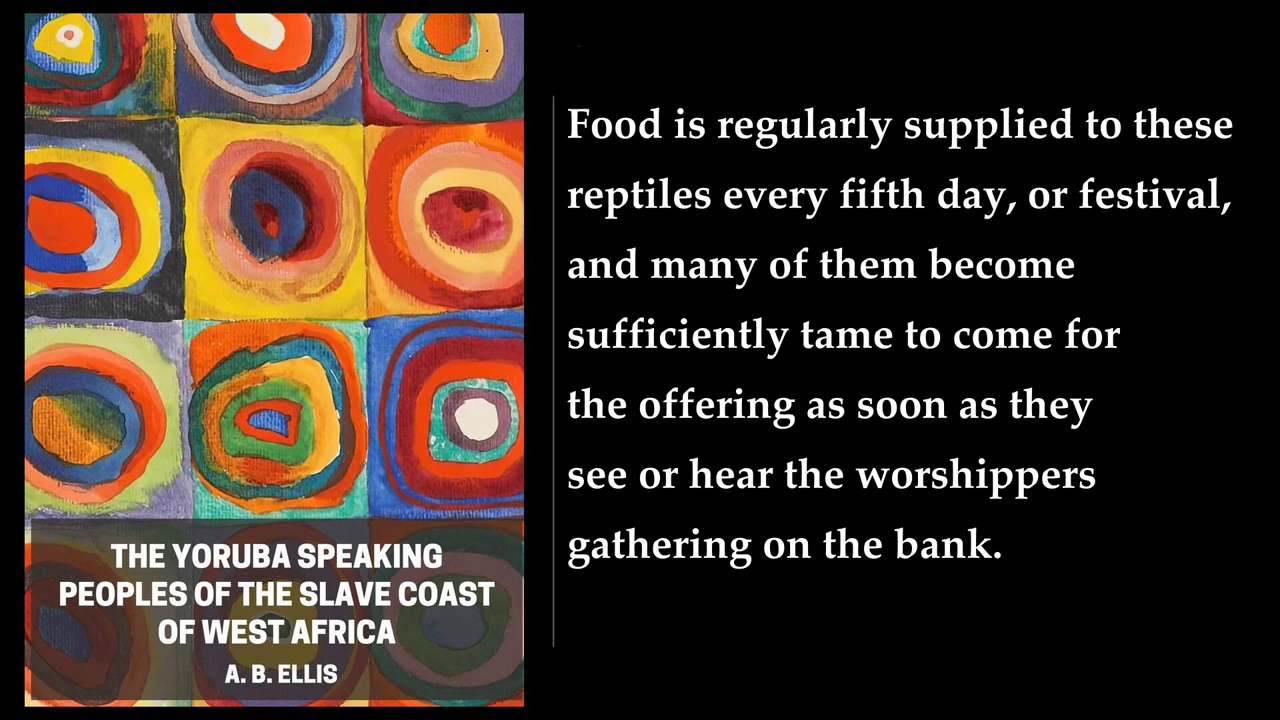 THE YORUBA SPEAKING
PEOPLES OF THE SLAVE COAST
OF WEST AFRICA
A. B. ELLIS
Food is regularly supplied to these
reptiles every fifth day, or festival,
and many of them become
sufficiently tame to come for
the offering as soon as they
see or hear the worshippers
gathering on the bank.